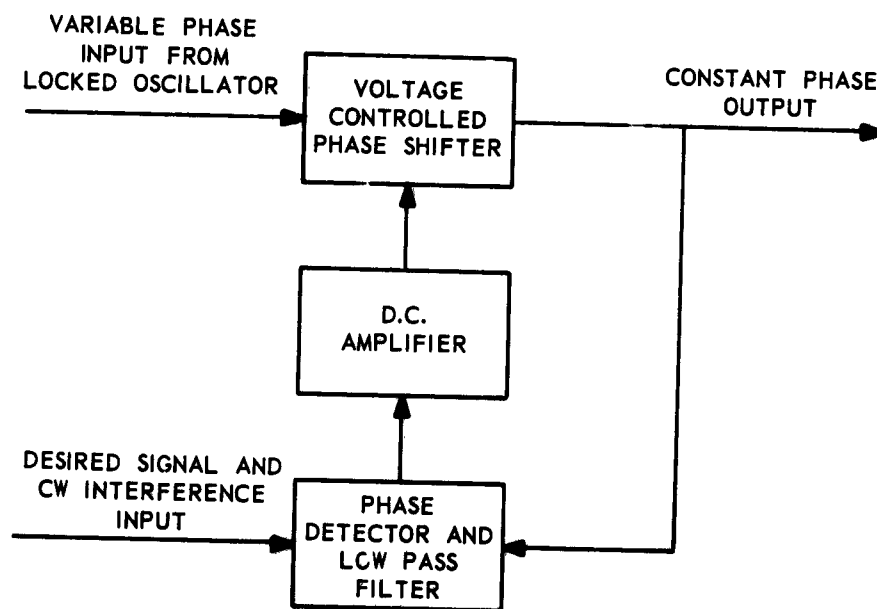 VARIABLE PHASE
INPUT FROM
LOCKED OSCILLATOR
VOLTAGE
CONTROLLED
PHASE SHIFTER
CONSTANT PHASE
OUTPUT
D.C.
AMPLIFIER
DESIRED SIGNAL AND
CW INTERFERENCE
INPUT
PHASE
DETECTOR AND
LOW PASS
FILTER